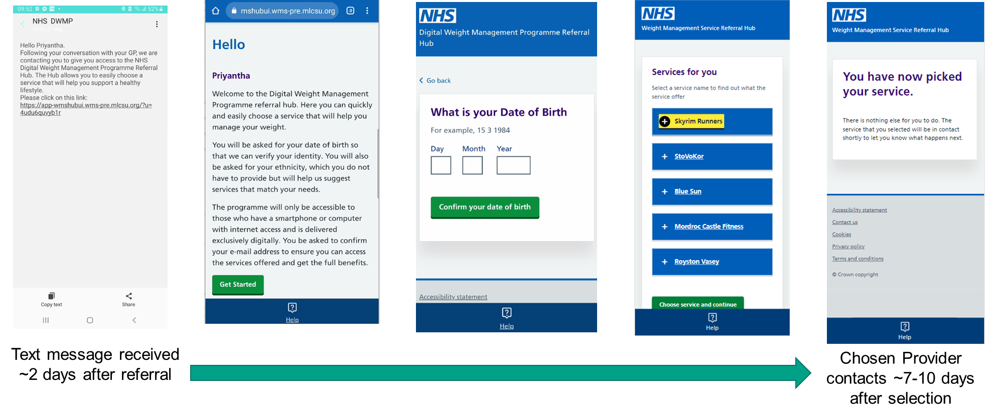 09:52
52%
NHS DWMP
Hello Priyantha.
Following your conversation with your GP, we are
contacting you to give you access to the NHS
Digital Weight Management Programme Referral
Hub. The Hub allows you to easily choose a
service that will help you support a healthy
lifestyle.
Please click on this link:
https://app-wmshubui.wms-pre.mlcsu.org/?u=
4udu6quvyb1r
Copy text
Share
Text message received
~2 days after referral
mshubui.wms-pre.mlcsu.org
:D
Hello
Priyantha
Welcome to the Digital Weight Management
Programme referral hub. Here you can quickly
and easily choose a service that will help you
manage your weight.
You will be asked for your date of birth so
that we can verify your identity. You will also
be asked for your ethnicity, which you do not
have to provide but will help us suggest
services that match your needs.
The programme will only be accessible to
those who have a smartphone or computer
with internet access and is delivered
exclusively digitally. You be asked to confirm
your e-mail address to ensure you can access
the services offered and get the full benefits.
Get Started
Help
NHS
Digital Weight Management Programme Referral
Hub
Go back
What is your Date of Birth
For example, 15 3 1984
Day Month Year
Confirm your date of birth
Accessibility statement
Help
NHS
Weight Management Service Referral Hub
Services for you
Select a service name to find out what the
service offer
Skyrim Runners
StoVoKor
Blue Sun
Mordroc Castle Fitness
Royston Vasey
Choose service and continue
Help
NHS
Weight Management Service Referral Hub
You have now picked
your service.
There is nothing else for you to do. The
service that you selected will be in contact
shortly to let you know what happens next.
Accessibility statement
Contact us
Cookies
Privacy policy
Terms and conditions
© Crown copyright
Help
Chosen Provider
contacts ~7-10 days
after selection